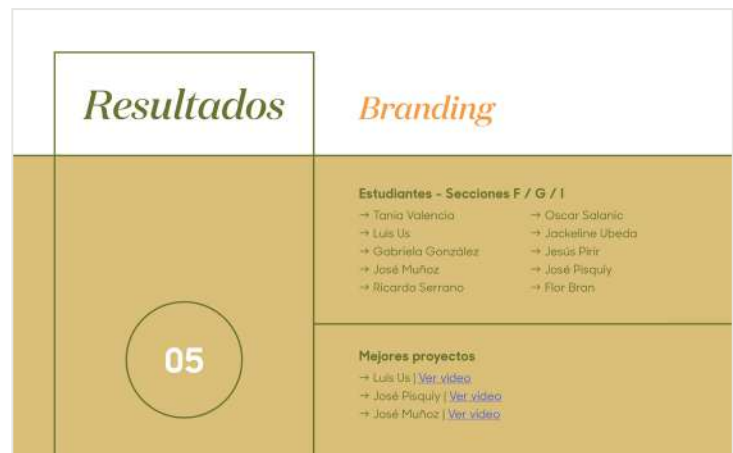 Resultados
Branding
05
Estudiantes - Secciones F / G / I
→ Tania Valencia
→ Luis Us
→ Gabriela González
→ José Muñoz
→ Ricardo Serrano
→ Oscar Salanic
→ Jackeline Ubeda
→ Jesús Pirir
→ José Pisquiy
→ Flor Bran
Mejores proyectos
→ Luis Us | Ver video
→ José Pisquiy | Ver video
→ José Muñoz | Ver video